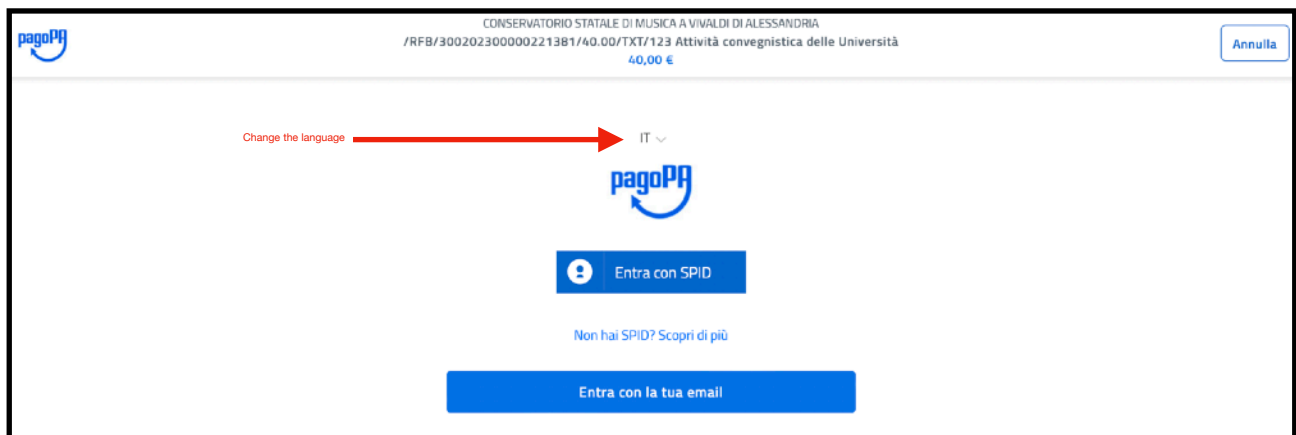 pagoPA
CONSERVATORIO STATALE DI MUSICA A VIVALDI DI ALESSANDRIA
/RFB/300202300000221381/40.00/TXT/123 Attività convegnistica delle Università
40,00 €
Annulla
Change the language
IT
pagoPA
Entra con SPID
Non hai SPID? Scopri di più
Entra con la tua email